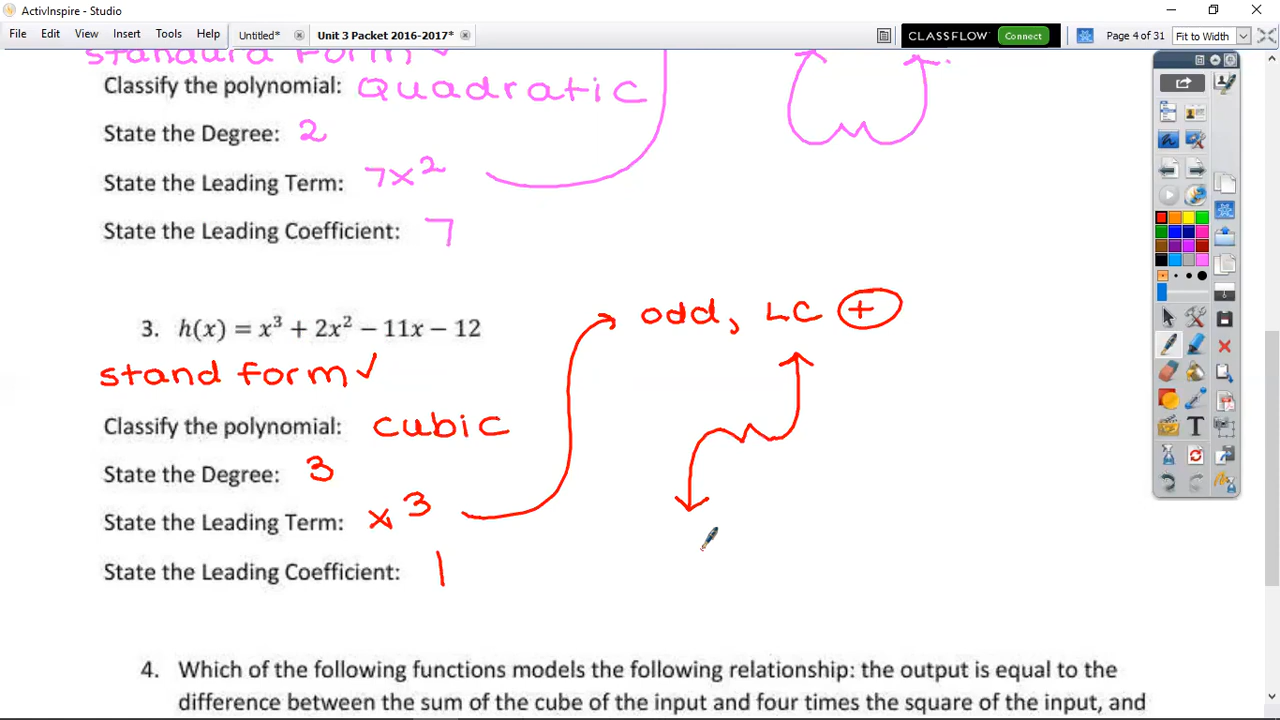 ActivInspire - Studio
File Edit View Insert Tools Help Untitled* Unit 3 Packet 2016-2017* CLASSFLOW Connect Page 4 of 31 Fit to Width
standard form ✓
Classify the polynomial: Quadratic
State the Degree: 2
State the Leading Term: 7x²
State the Leading Coefficient: 7
odd, LC +
3. h(x) = x³ + 2x² − 11x − 12
stand form ✓
Classify the polynomial: cubic
State the Degree: 3
State the Leading Term: x³
State the Leading Coefficient: 1
4. Which of the following functions models the following relationship: the output is equal to the
difference between the sum of the cube of the input and four times the square of the input, and